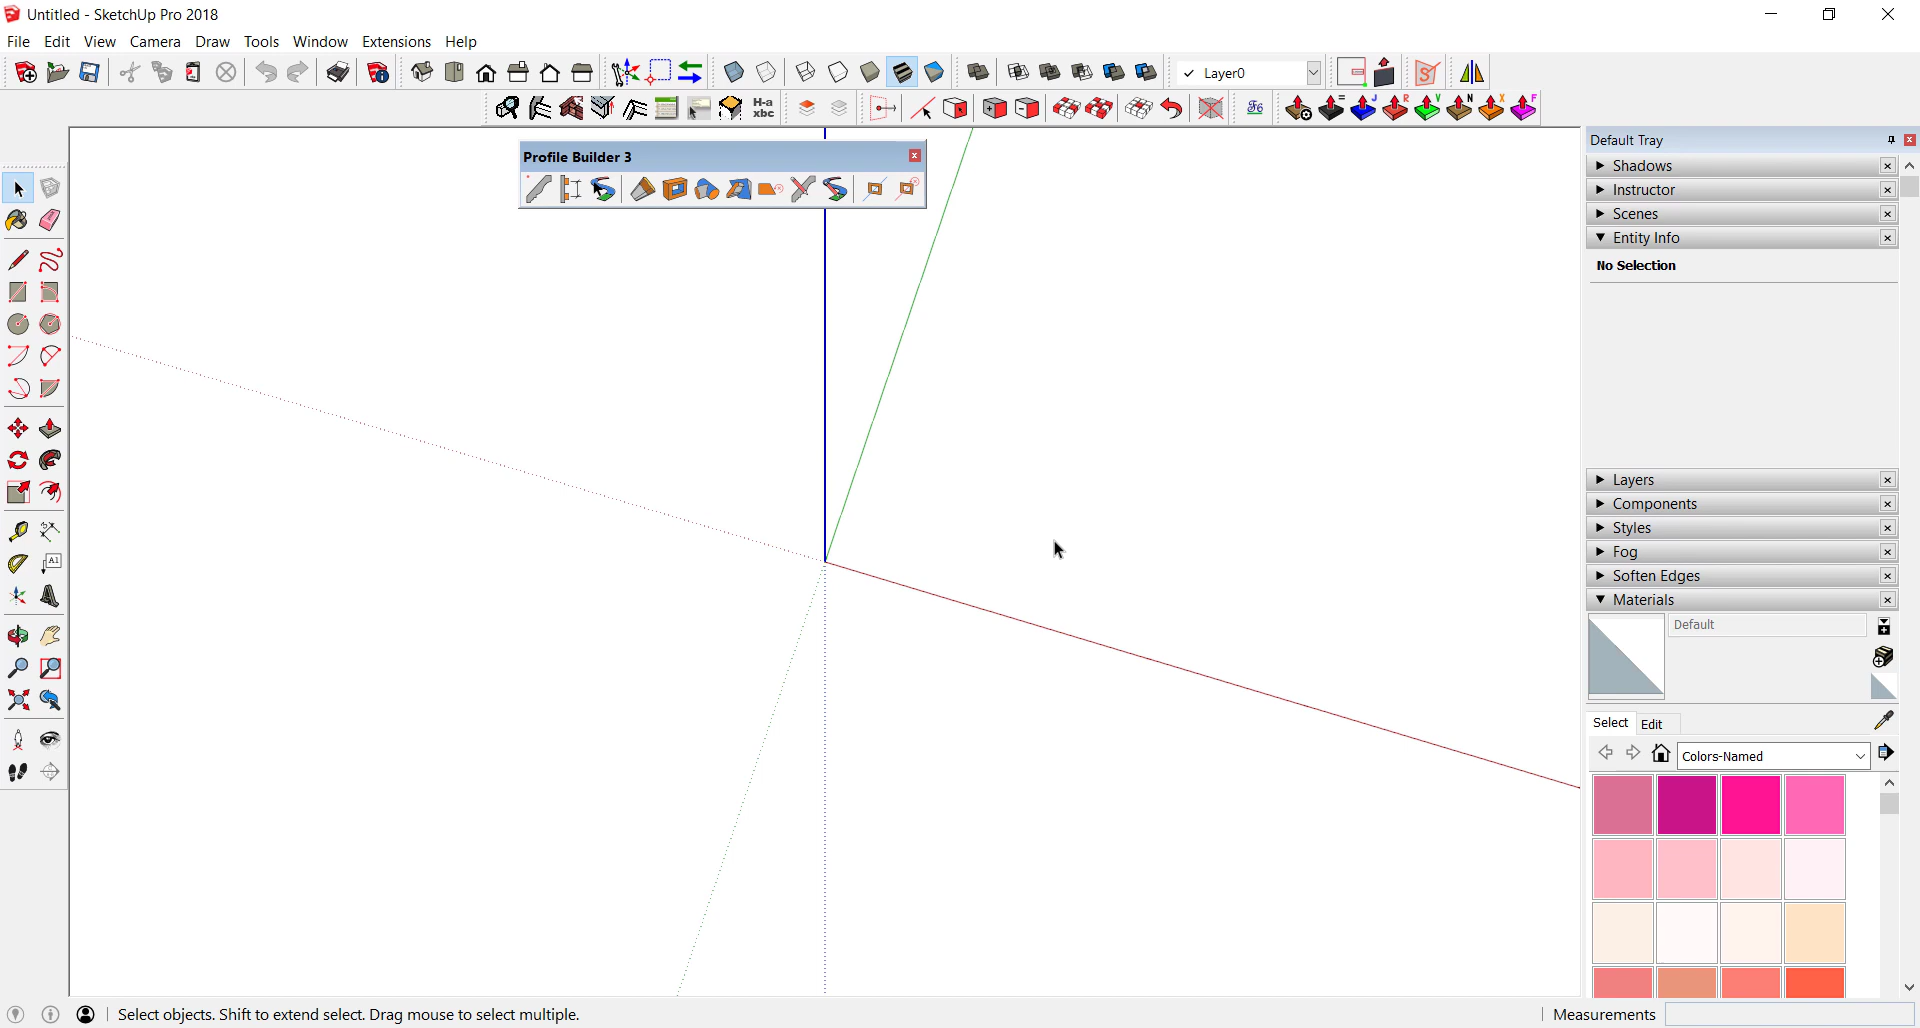 Untitled - SketchUp Pro 2018
File Edit View Camera Draw Tools Window Extensions Help
Layer0
H-a
xbc
= J R V N X F
Profile Builder 3
A1
Default Tray
Shadows
Instructor
Scenes
Entity Info
No Selection
Layers
Components
Styles
Fog
Soften Edges
Materials
Default
Select Edit
Colors-Named
Select objects. Shift to extend select. Drag mouse to select multiple.
Measurements